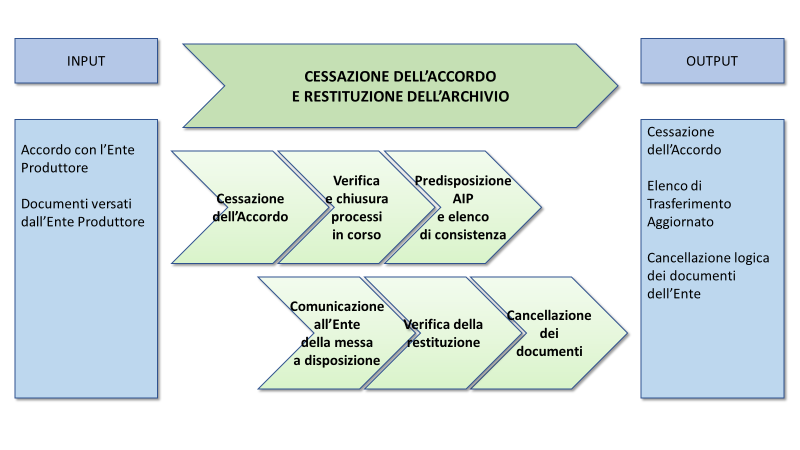 INPUT
CESSAZIONE DELL’ACCORDO
E RESTITUZIONE DELL’ARCHIVIO
OUTPUT
Accordo con l’Ente
Produttore
Documenti versati
dall’Ente Produttore
Cessazione
dell’Accordo
Verifica
e chiusura
processi
in corso
Predisposizione
AIP
e elenco
di consistenza
Comunicazione
all’Ente
della messa
a disposizione
Verifica della
restituzione
Cancellazione
dei
documenti
Cessazione
dell’Accordo
Elenco di
Trasferimento
Aggiornato
Cancellazione logica
dei documenti
dell’Ente